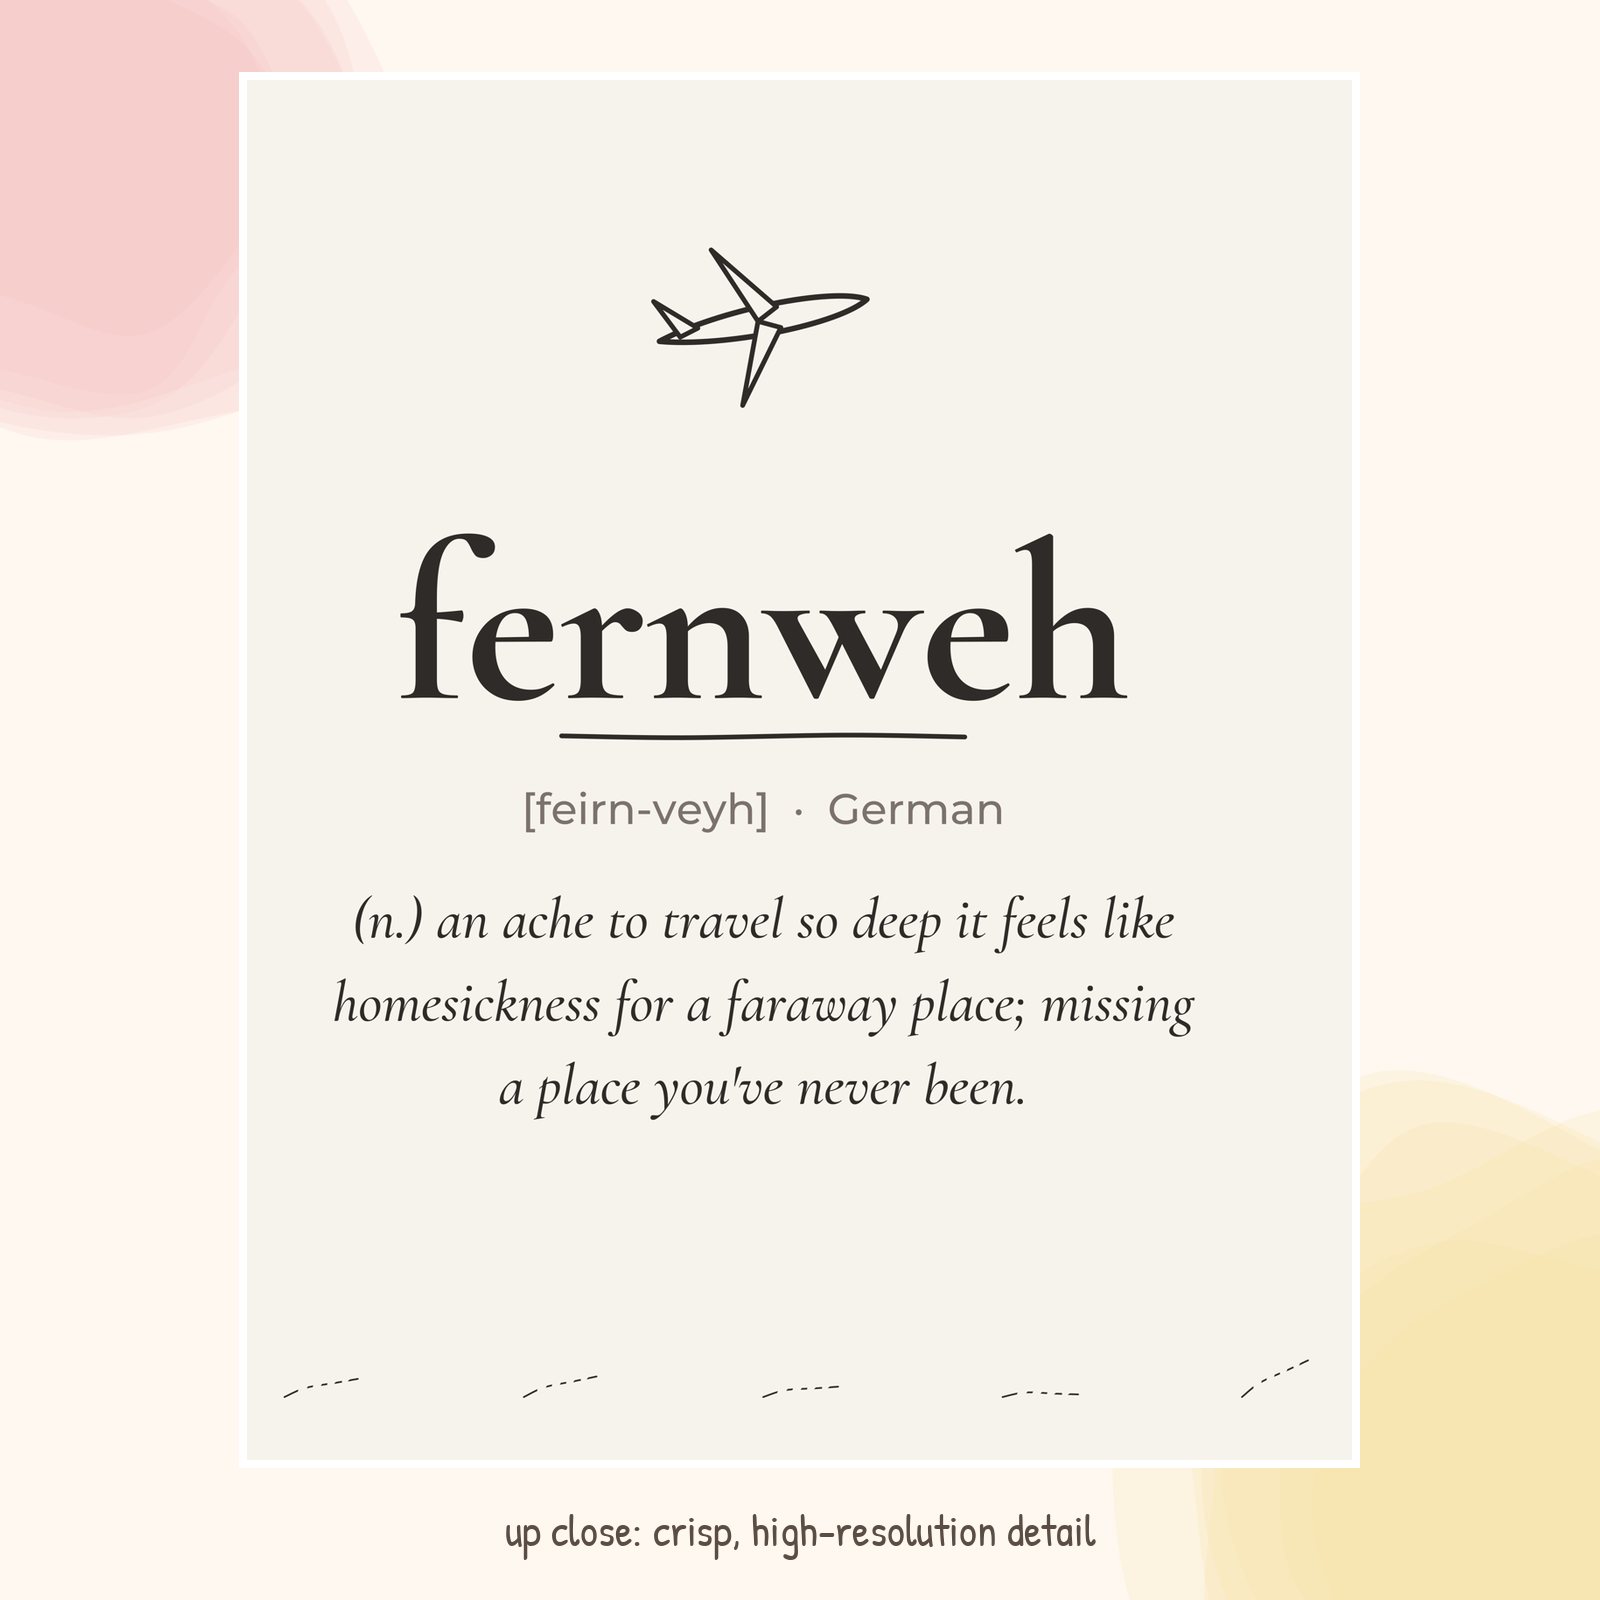 fernweh
[feirn-veyh] · German
(n.) an ache to travel so deep it feels like
homesickness for a faraway place; missing
a place you've never been.
up close: crisp, high-resolution detail